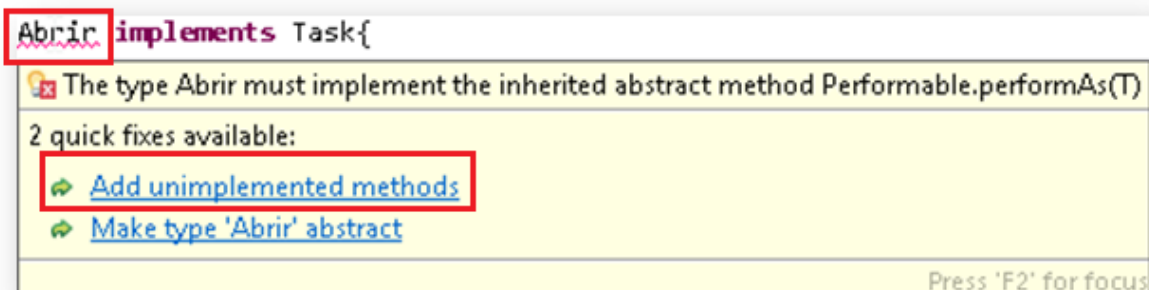 Abrir implements Task{
The type Abrir must implement the inherited abstract method Performable.performAs(T)
2 quick fixes available:
Add unimplemented methods
Make type 'Abrir' abstract
Press 'F2' for focus